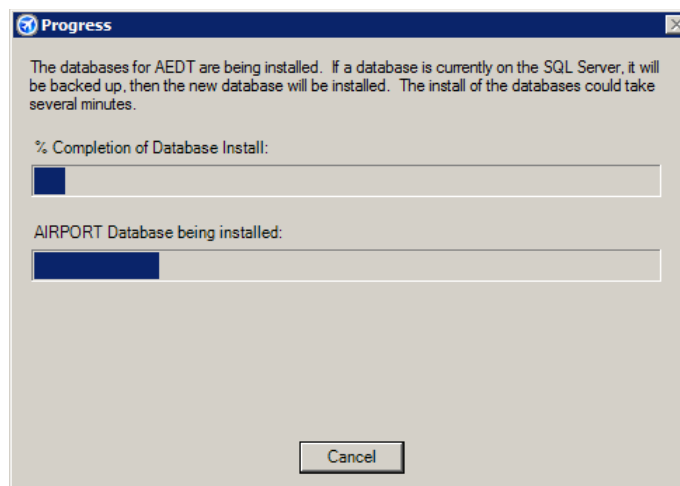 Progress
The databases for AEDT are being installed. If a database is currently on the SQL Server, it will
be backed up, then the new database will be installed. The install of the databases could take
several minutes.
% Completion of Database Install:
AIRPORT Database being installed:
Cancel